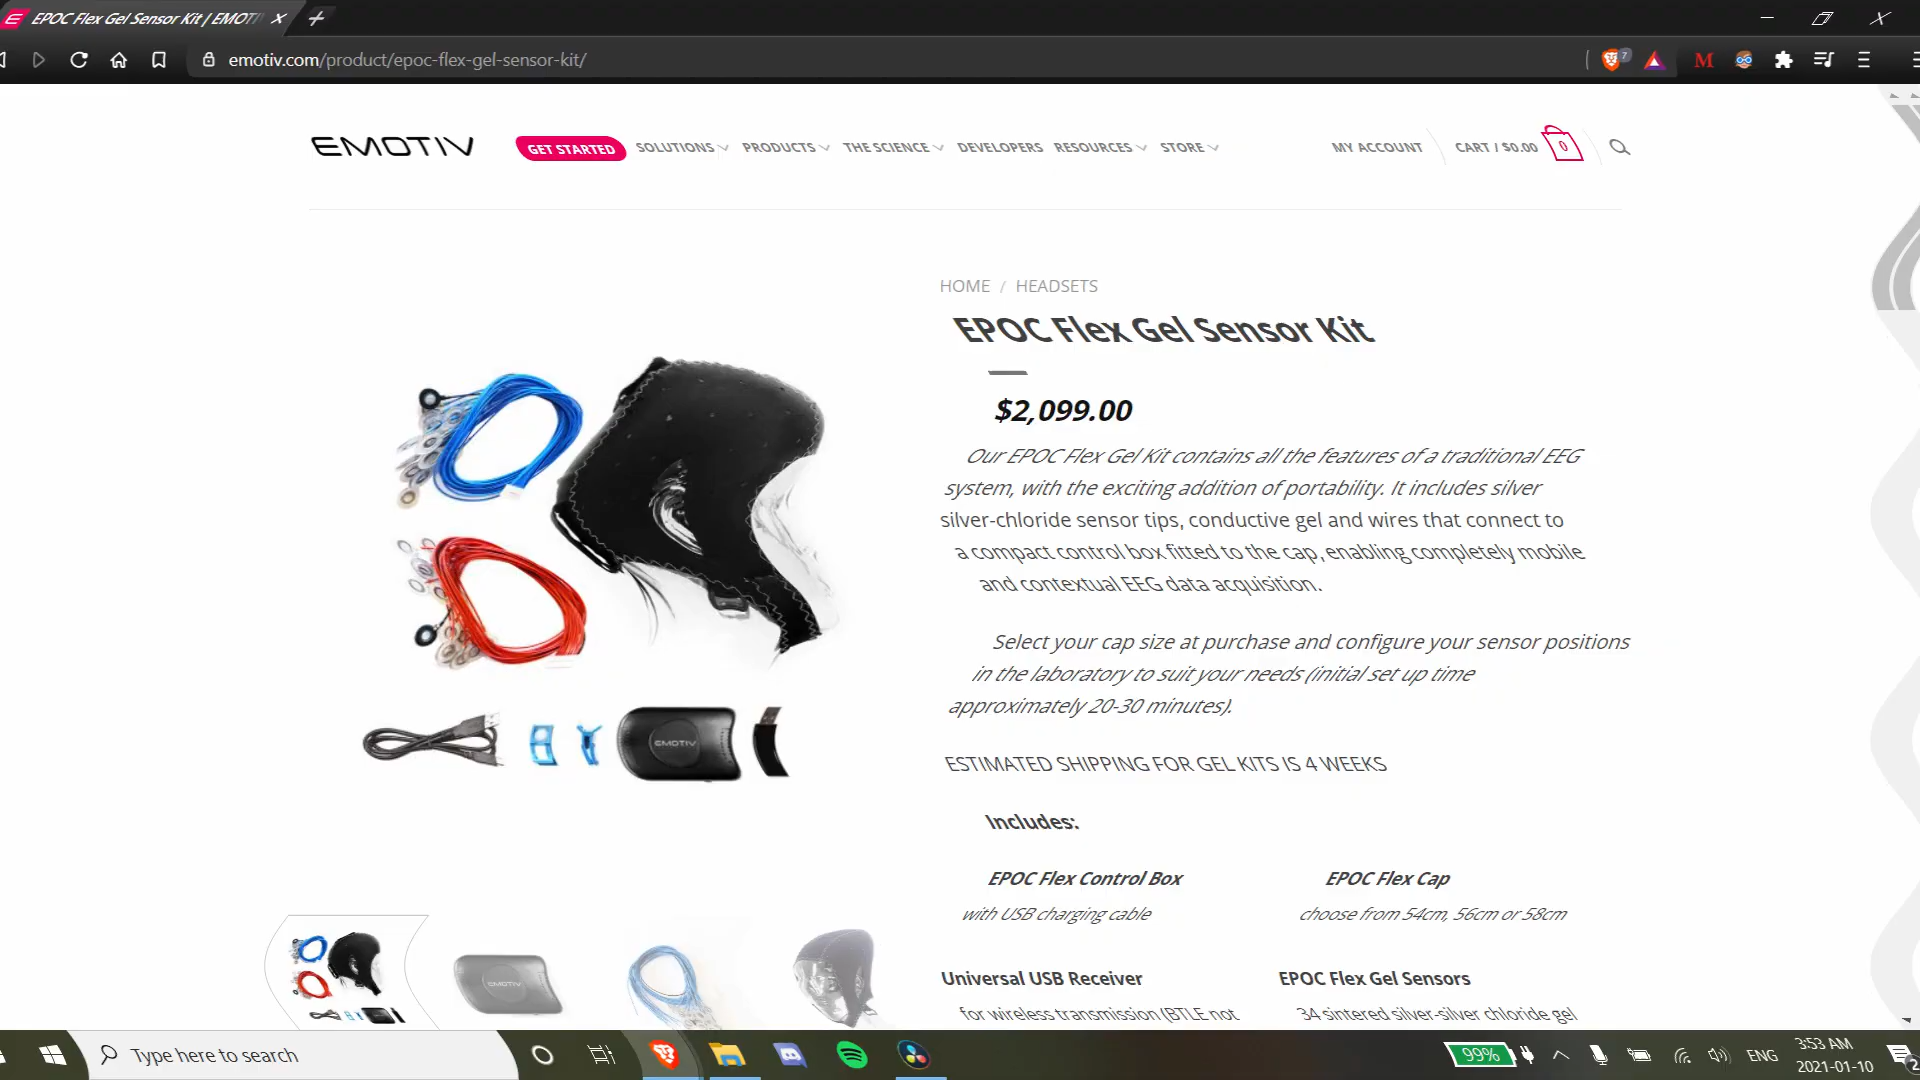 EPOC Flex Gel Sensor Kit | EMOTI
emotiv.com/product/epoc-flex-gel-sensor-kit/
7
M
EMOTIV
GET STARTED
SOLUTIONS
PRODUCTS
THE SCIENCE
DEVELOPERS
RESOURCES
STORE
MY ACCOUNT
CART / $0.00
0
HOME / HEADSETS
EPOC Flex Gel Sensor Kit
$2,099.00
Our EPOC Flex Gel Kit contains all the features of a traditional EEG
system, with the exciting addition of portability. It includes silver
silver-chloride sensor tips, conductive gel and wires that connect to
a compact control box fitted to the cap, enabling completely mobile
and contextual EEG data acquisition.
Select your cap size at purchase and configure your sensor positions
in the laboratory to suit your needs (initial set up time
approximately 20-30 minutes).
ESTIMATED SHIPPING FOR GEL KITS IS 4 WEEKS
Includes:
EPOC Flex Control Box
with USB charging cable
EPOC Flex Cap
choose from 54cm, 56cm or 58cm
Universal USB Receiver
for wireless transmission (BTLE not
EPOC Flex Gel Sensors
34 sintered silver-silver chloride gel
EMOTIV
EMOTIV
Type here to search
99%
ENG
3:53 AM
2021-01-10
2